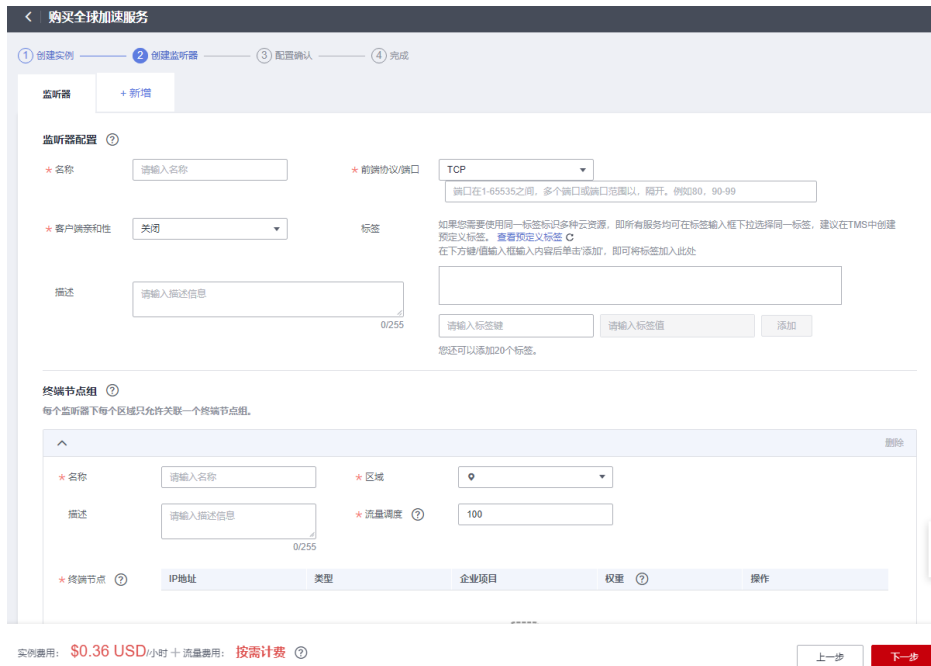 购买全球加速服务
1 创建实例 2 创建监听器 3 配置确认 4 完成
监听器 + 新增
监听器配置 ?
* 名称 请输入名称 * 前端协议/端口 TCP
端口在1-65535之间，多个端口或端口范围以，隔开。例如80，90-99
* 客户端亲和性 关闭 标签 如果您需要使用同一标签标识多种云资源，即所有服务均可在标签输入框下拉选择同一标签，建议在TMS中创建
预定义标签。 查看预定义标签
在下方键/值输入框输入内容后单击'添加'，即可将标签加入此处
描述 请输入描述信息
0/255 请输入标签键 请输入标签值 添加
您还可以添加20个标签。
终端节点组 ?
每个监听器下每个区域只允许关联一个终端节点组。
删除
* 名称 请输入名称 * 区域
描述 请输入描述信息 * 流量调度 ? 100
0/255
* 终端节点 ? IP地址 类型 企业项目 权重 ? 操作
实例费用: $0.36 USD/小时 + 流量费用: 按需计费 ? 上一步 下一步